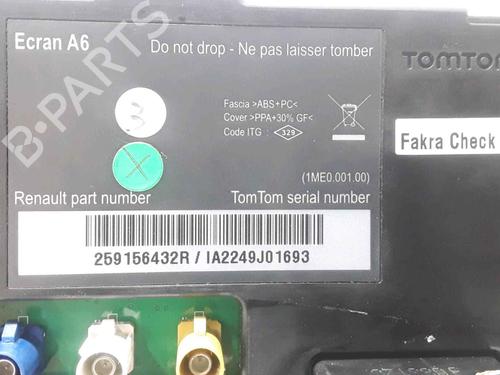 Ecran A6
Do not drop - Ne pas laisser tomber
TOMTOM
3
Fascia >ABS+PC<
Cover >PPA+30% GF<
Code ITG : 329
X
Fakra Check
(1ME0.001.00)
Renault part number
TomTom serial number
259156432R / IA2249J01693
B-PARTS